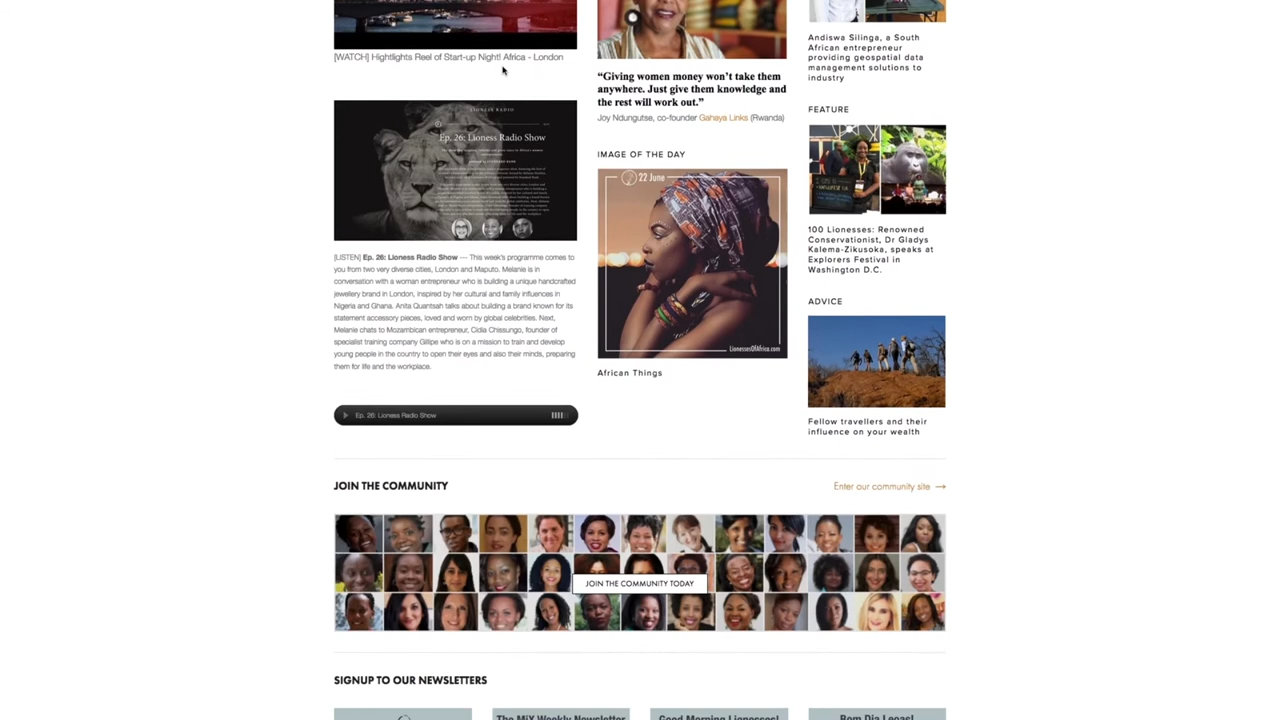 [WATCH] Hightlights Reel of Start-up Night! Africa - London
LIONESS RADIO
Ep. 26: Lioness Radio Show
[LISTEN] Ep. 26: Lioness Radio Show --- This week's programme comes to
you from two very diverse cities, London and Maputo. Melanie is in
conversation with a woman entrepreneur who is building a unique handcrafted
jewellery brand in London, inspired by her cultural and family influences in
Nigeria and Ghana. Anita Quansah talks about building a brand known for its
statement accessory pieces, loved and worn by global celebrities. Next,
Melanie chats to Mozambican entrepreneur, Cidia Chissungo, founder of
specialist training company Gillipe who is on a mission to train and develop
young people in the country to open their eyes and also their minds, preparing
them for life and the workplace.
Ep. 26: Lioness Radio Show
“Giving women money won’t take them
anywhere. Just give them knowledge and
the rest will work out.”
Joy Ndungutse, co-founder Gahaya Links (Rwanda)
IMAGE OF THE DAY
22 June
LionessesOfAfrica.com
African Things
Andiswa Silinga, a South
African entrepreneur
providing geospatial data
management solutions to
industry
FEATURE
100 Lionesses: Renowned
Conservationist, Dr Gladys
Kalema-Zikusoka, speaks at
Explorers Festival in
Washington D.C.
ADVICE
Fellow travellers and their
influence on your wealth
JOIN THE COMMUNITY
Enter our community site →
JOIN THE COMMUNITY TODAY
SIGNUP TO OUR NEWSLETTERS
The MiX Weekly Newsletter
Good Morning Lionesses!
Bom Dia Leoas!